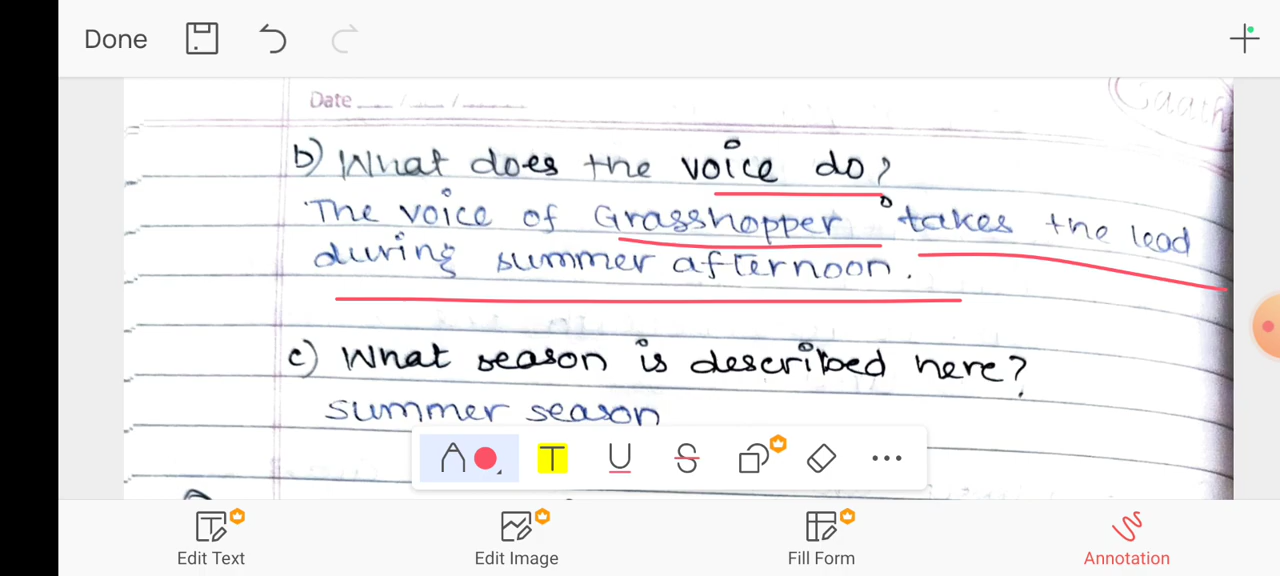 Done
Date
b) What does the voice do?
The voice of Grasshopper takes the lead
during summer afternoon.
c) What season is described here?
summer season
T U S
Edit Text Edit Image Fill Form Annotation